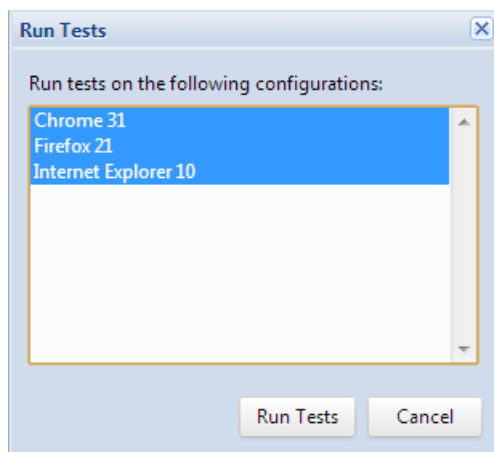 Run Tests
Run tests on the following configurations:
Chrome 31
Firefox 21
Internet Explorer 10
Run Tests Cancel